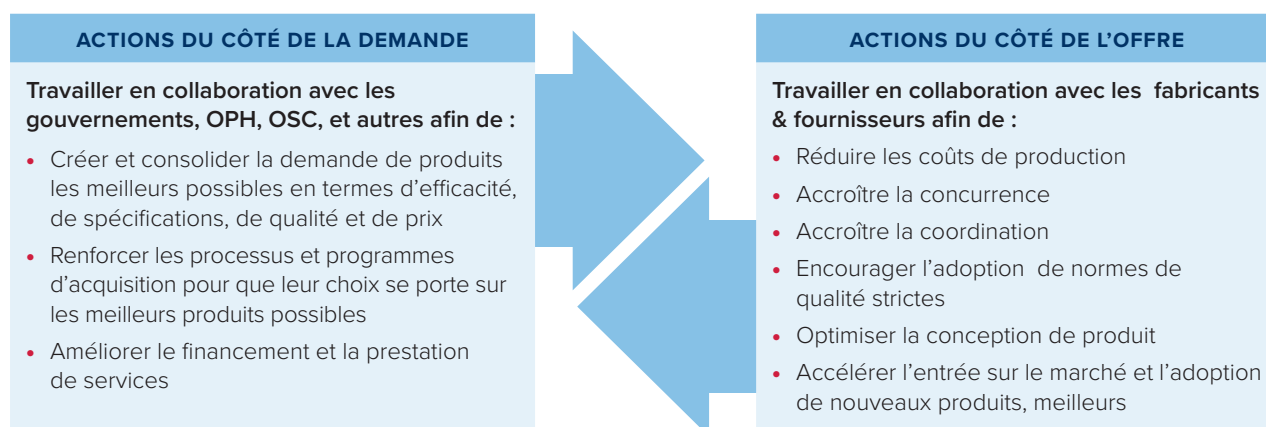 ACTIONS DU CÔTÉ DE LA DEMANDE
Travailler en collaboration avec les
gouvernements, OPH, OSC, et autres afin de :
• Créer et consolider la demande de produits
les meilleurs possibles en termes d’efficacité,
de spécifications, de qualité et de prix
• Renforcer les processus et programmes
d’acquisition pour que leur choix se porte sur
les meilleurs produits possibles
• Améliorer le financement et la prestation
de services
ACTIONS DU CÔTÉ DE L’OFFRE
Travailler en collaboration avec les fabricants
& fournisseurs afin de :
• Réduire les coûts de production
• Accroître la concurrence
• Accroître la coordination
• Encourager l’adoption de normes de
qualité strictes
• Optimiser la conception de produit
• Accélérer l’entrée sur le marché et l’adoption
de nouveaux produits, meilleurs